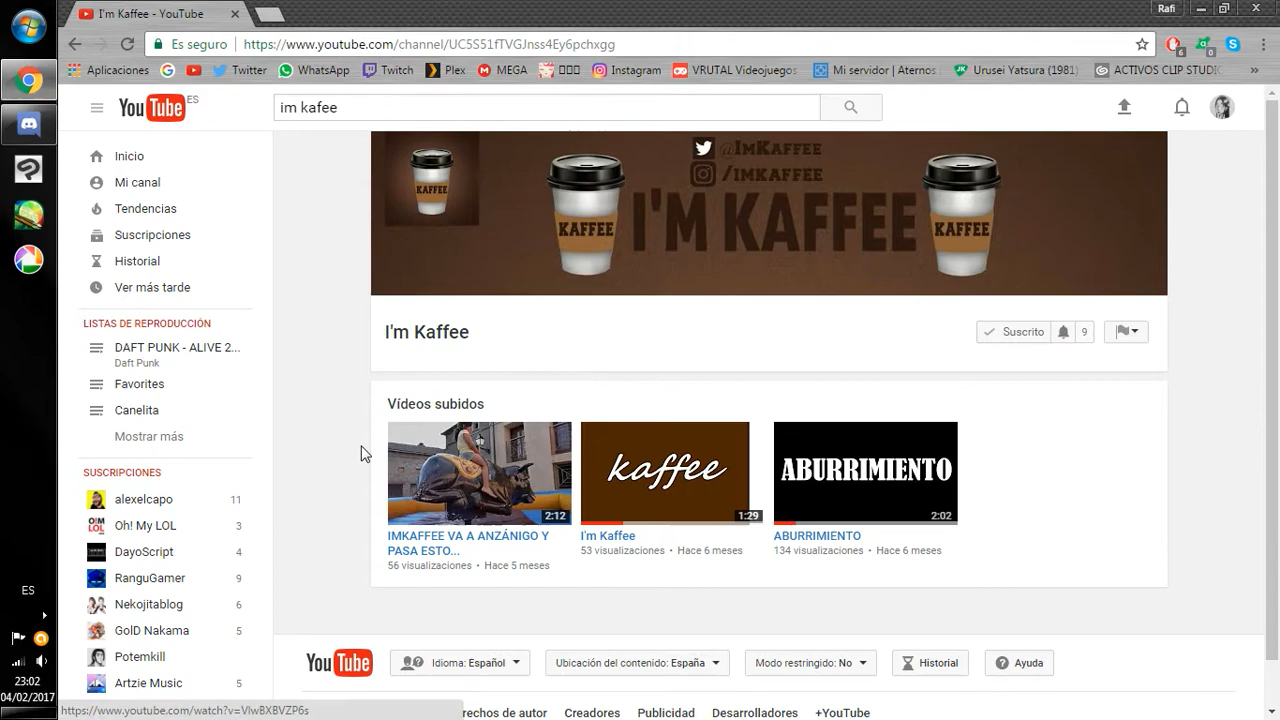 I'm Kaffee - YouTube
Rafi
Es seguro
https://www.youtube.com/channel/UC5S51fTVGJnss4Ey6pchxgg
6
0
Aplicaciones
Twitter
WhatsApp
Twitch
Plex
MEGA
Instagram
VRUTAL Videojuegos
Mi servidor | Aternos
Urusei Yatsura (1981)
ACTIVOS CLIP STUDIO
YouTube ES
im kafee
Inicio
Mi canal
Tendencias
Suscripciones
Historial
Ver más tarde
LISTAS DE REPRODUCCIÓN
DAFT PUNK - ALIVE 2...
Daft Punk
Favorites
Canelita
Mostrar más
SUSCRIPCIONES
alexelcapo 11
Oh! My LOL 3
DayoScript 4
RanguGamer 9
Nekojitablog 6
GolD Nakama 5
Potemkill
Artzie Music 5
KAFFEE
KAFFEE
@ImKaffee
/IMKAFFEE
I'M KAFFEE
KAFFEE
I'm Kaffee
Suscrito 9
Vídeos subidos
2:12
kaffee
1:29
ABURRIMIENTO
2:02
IMKAFFEE VA A ANZÁNIGO Y
PASA ESTO...
56 visualizaciones • Hace 5 meses
I'm Kaffee
53 visualizaciones • Hace 6 meses
ABURRIMIENTO
134 visualizaciones • Hace 6 meses
YouTube
Idioma: Español
Ubicación del contenido: España
Modo restringido: No
Historial
Ayuda
rechos de autor
Creadores
Publicidad
Desarrolladores
+YouTube
https://www.youtube.com/watch?v=VIwBXBVZP6s
ES
23:02
04/02/2017